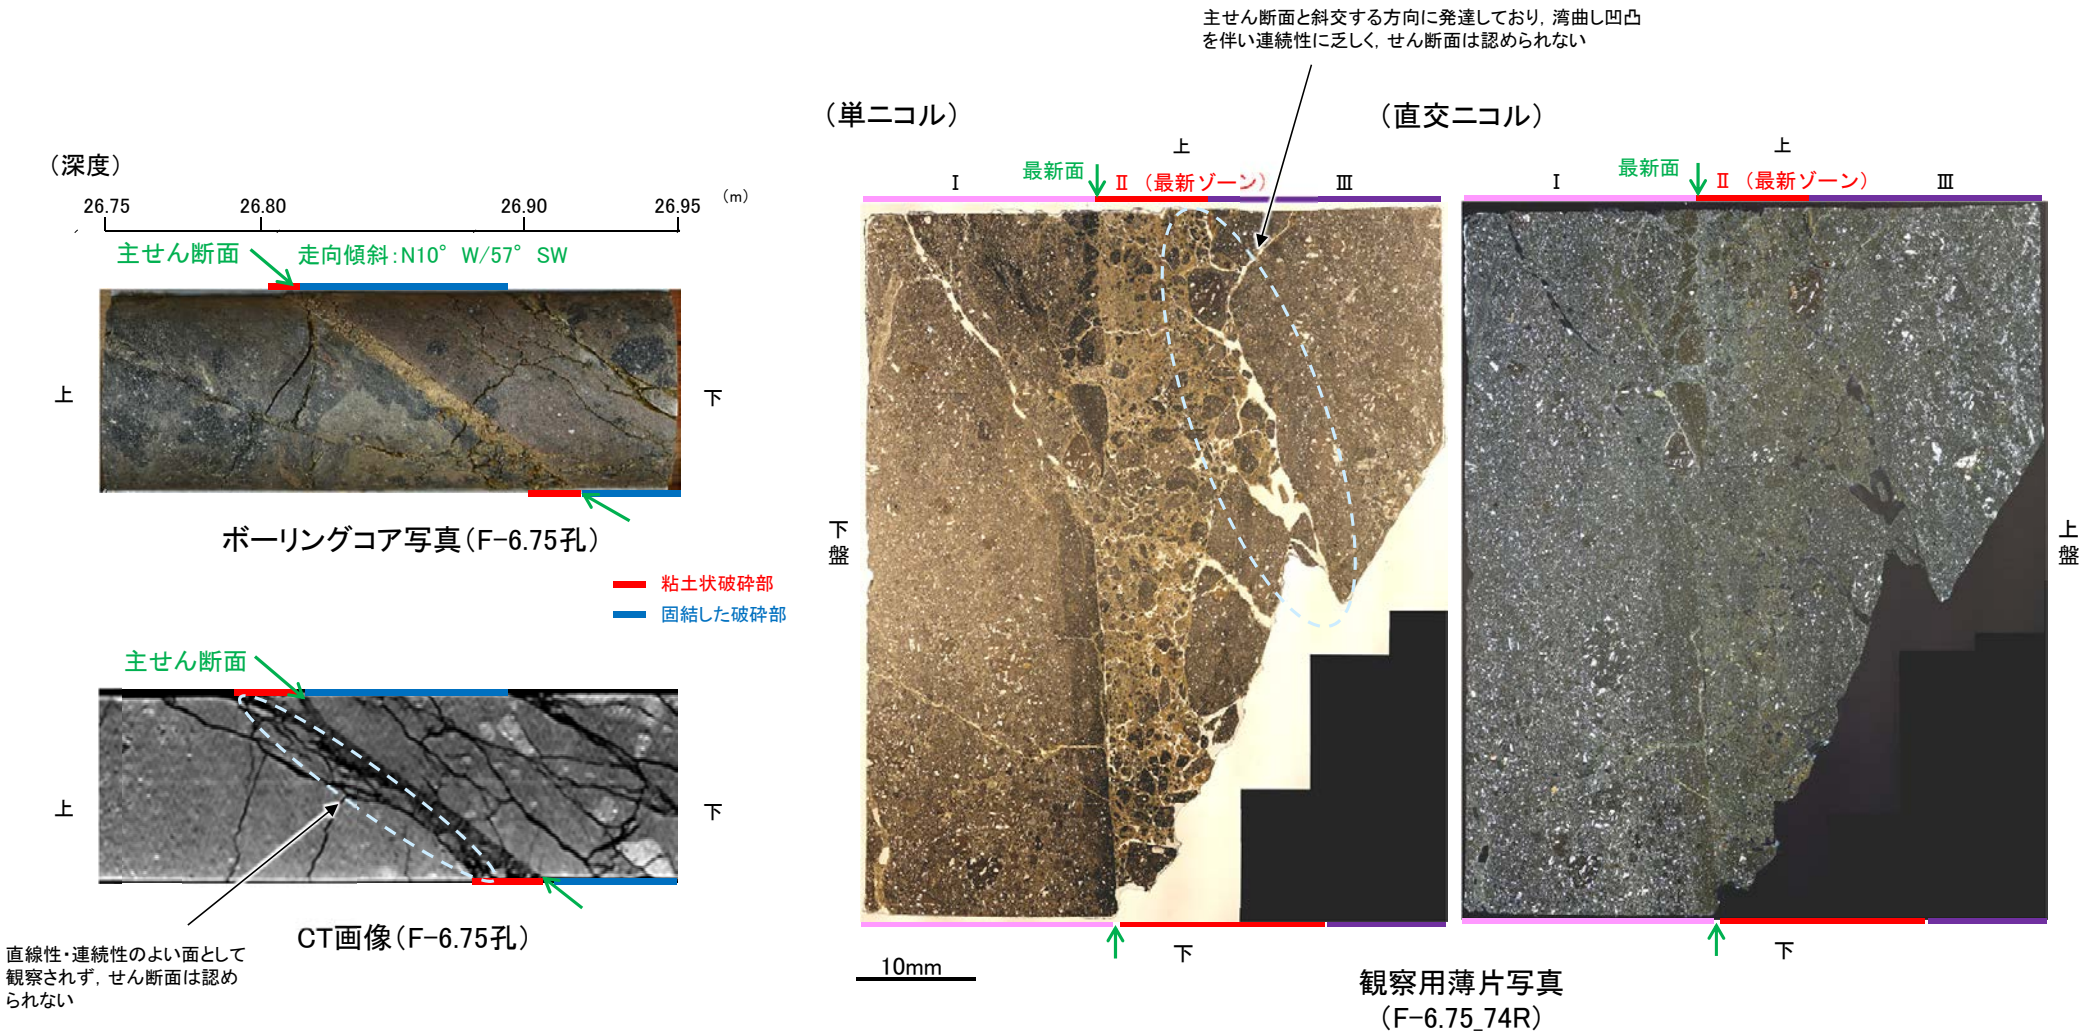 主せん断面と斜交する方向に発達しており, 湾曲し凹凸
を伴い連続性に乏しく, せん断面は認められない
(単ニコル)
(直交ニコル)
(深度)
26.75
26.80
26.90
26.95
(m)
主せん断面
走向傾斜:N10° W/57° SW
上
下
ボーリングコア写真(F-6.75孔)
粘土状破砕部
固結した破砕部
主せん断面
上
下
CT画像(F-6.75孔)
直線性・連続性のよい面として
観察されず, せん断面は認め
られない
上
最新面
Ⅰ
Ⅱ (最新ゾーン)
Ⅲ
下盤
下
10mm
上
最新面
Ⅰ
Ⅱ (最新ゾーン)
Ⅲ
上盤
下
観察用薄片写真
(F-6.75_74R)